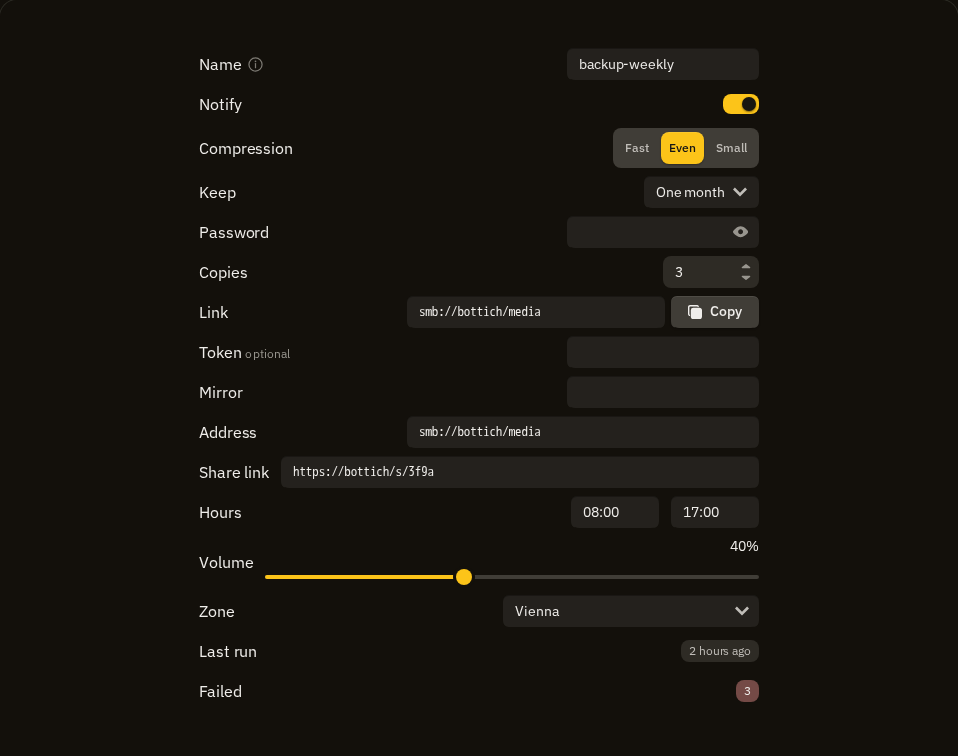 Name backup-weekly
Notify
Compression Fast Even Small
Keep One month
Password
Copies 3
Link smb://bottich/media Copy
Token optional
Mirror
Address smb://bottich/media
Share link https://bottich/s/3f9a
Hours 08:00 17:00
40%
Volume
Zone Vienna
Last run 2 hours ago
Failed 3